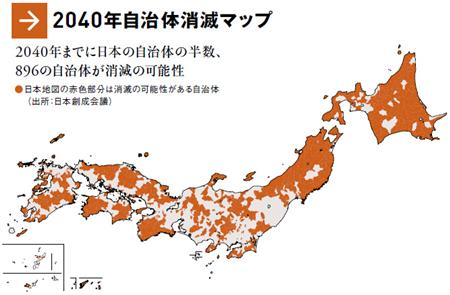 2040年自治体消滅マップ
2040年までに日本の自治体の半数、
896の自治体が消滅の可能性
●日本地図の赤色部分は消滅の可能性がある自治体
（出所：日本創成会議）